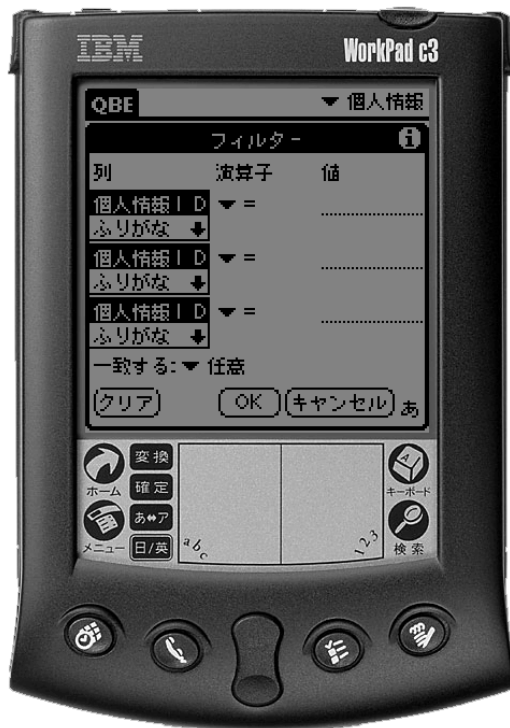 IBM WorkPad c3
QBE ▼ 個人情報
フィルター
列 演算子 値
個人情報ID ▼ =
ふりがな
個人情報ID ▼ =
ふりがな
個人情報ID ▼ =
ふりがな
一致する: ▼ 任意
クリア OK キャンセル あ
変換
確定
ホーム キーボード
あ⇔ア
メニュー 日/英 abc 123 検索